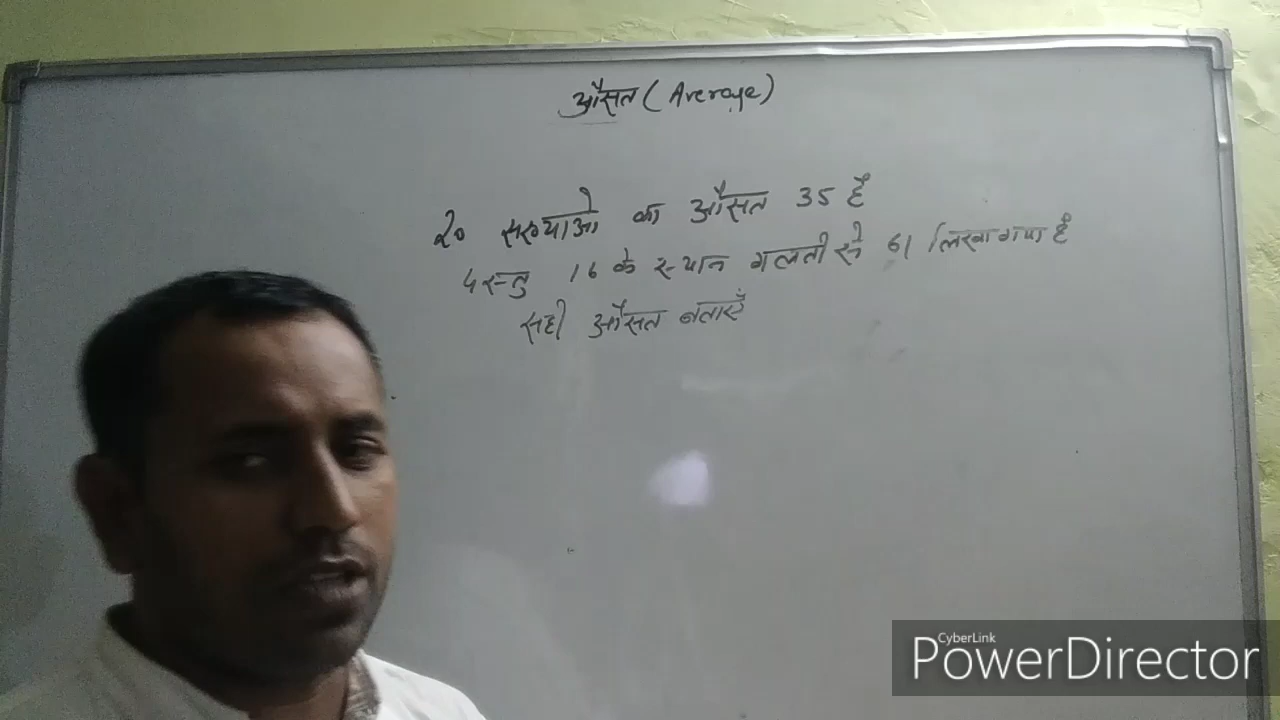 औसत (Average)
20 संख्याओ का औसत 35 है
परन्तु 16 के स्थान गलती से 61 लिखा गया है
सही औसत बताएँ
CyberLink
PowerDirector